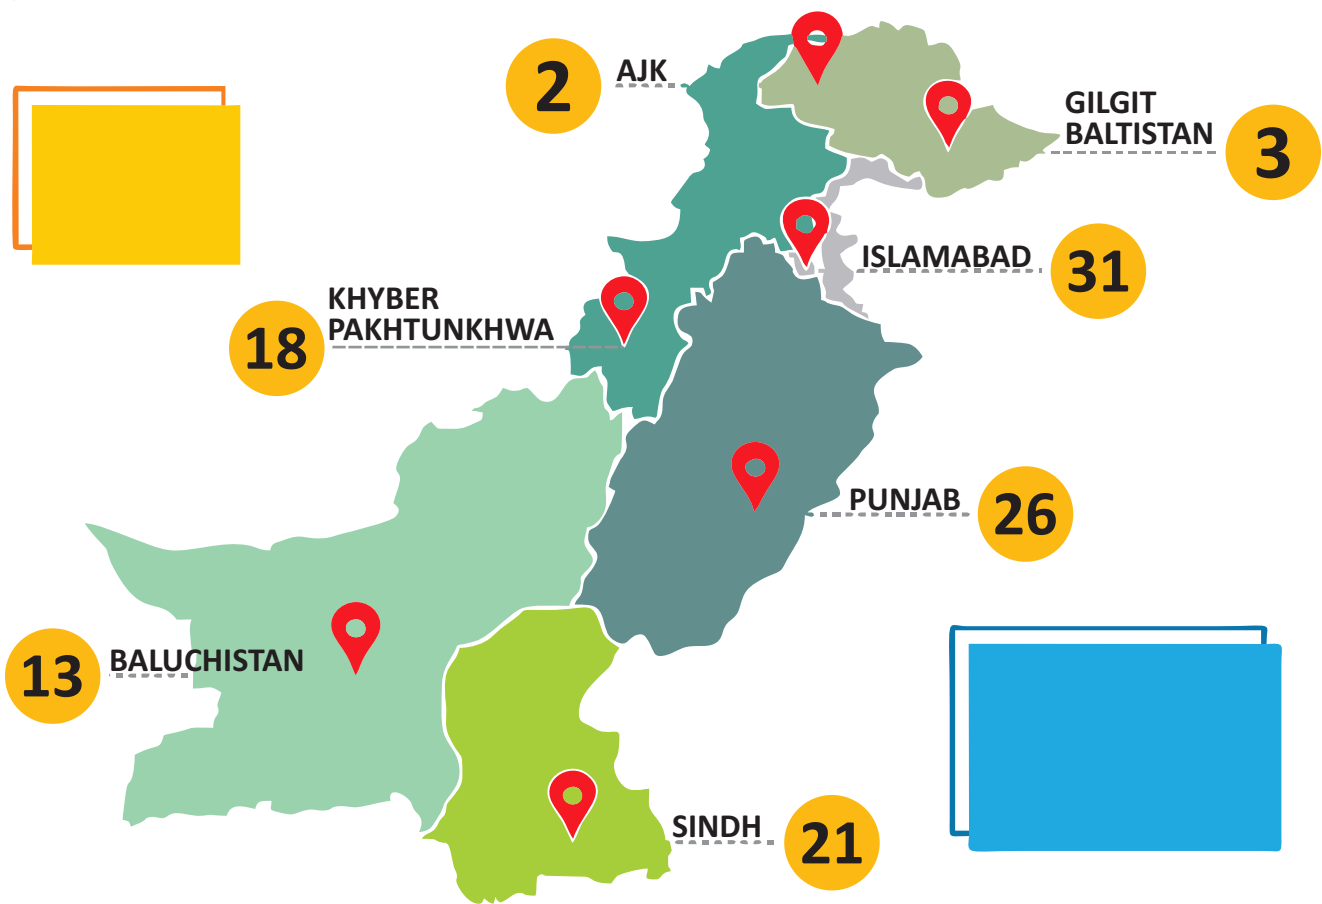 2
AJK
GILGIT
BALTISTAN
3
ISLAMABAD
31
KHYBER
PAKHTUNKHWA
18
PUNJAB
26
13
BALUCHISTAN
SINDH
21